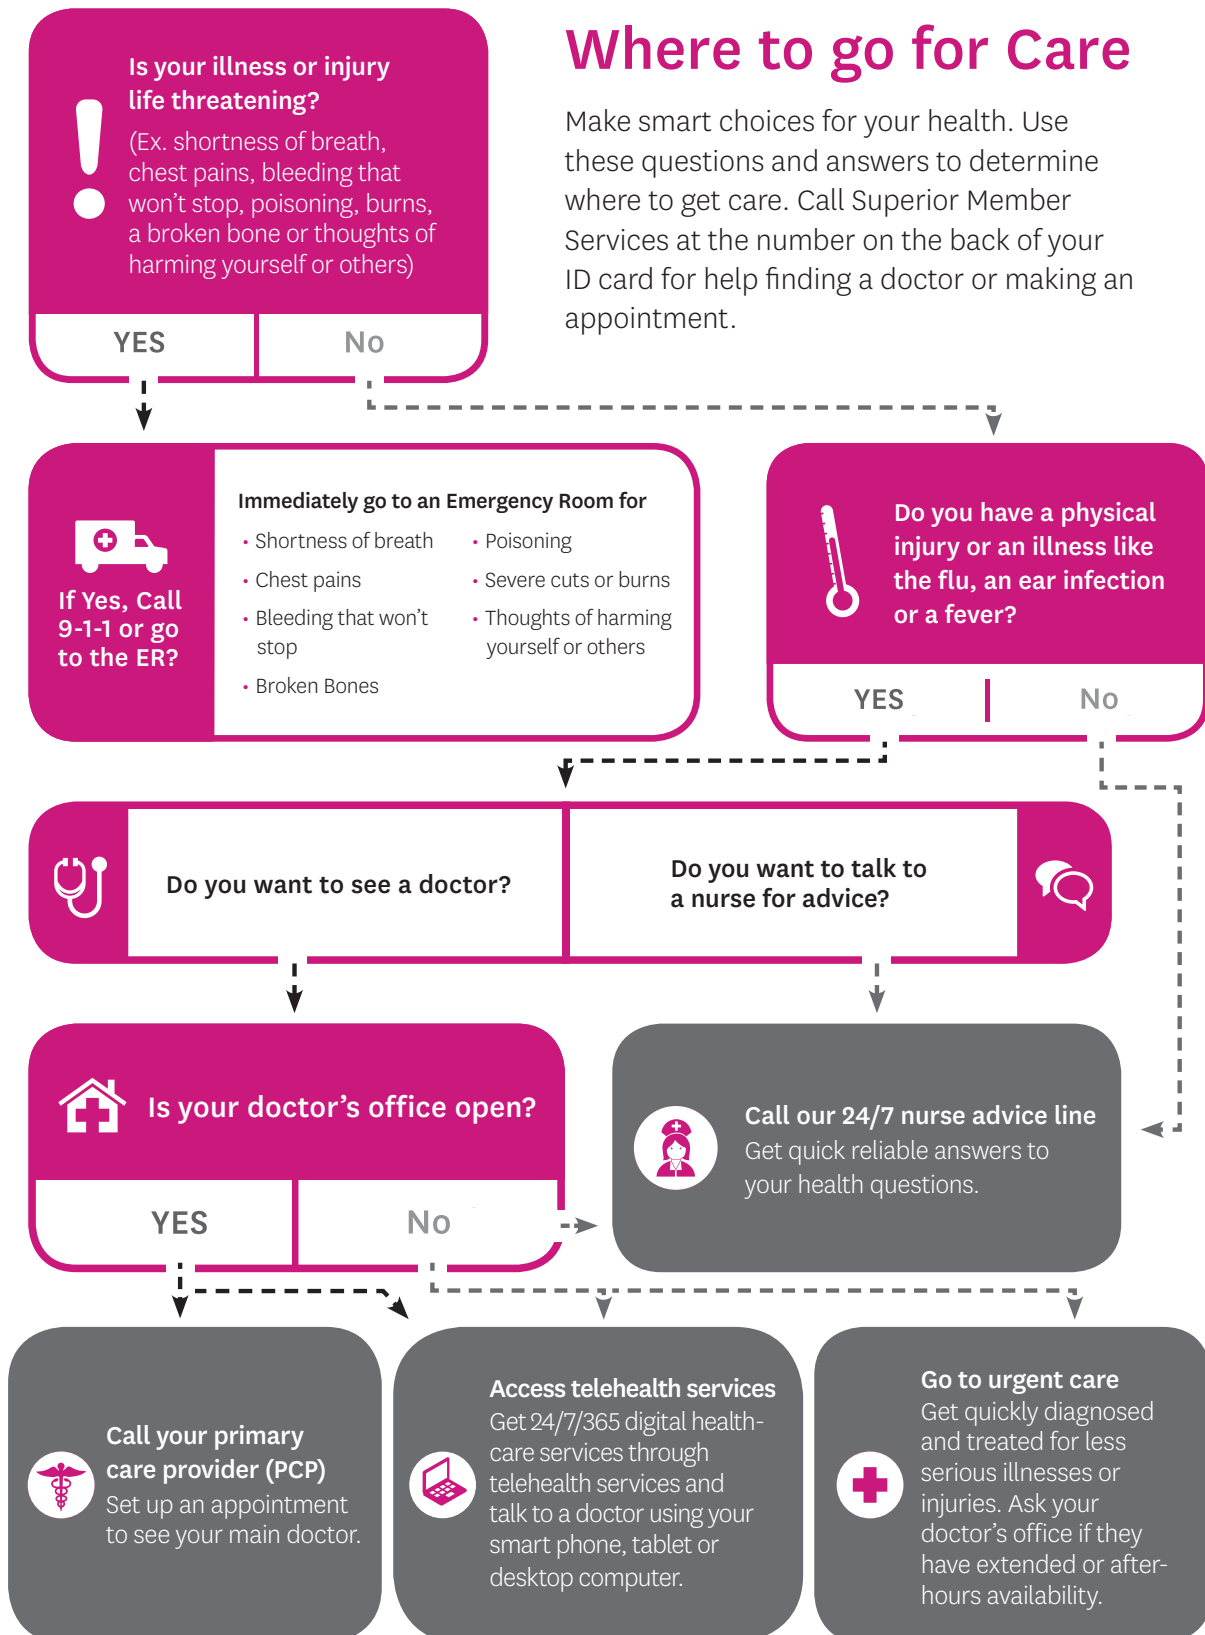 Where to go for Care
Make smart choices for your health. Use
these questions and answers to determine
where to get care. Call Superior Member
Services at the number on the back of your
ID card for help finding a doctor or making an
appointment.
Is your illness or injury
life threatening?
(Ex. shortness of breath,
chest pains, bleeding that
won't stop, poisoning, burns,
a broken bone or thoughts of
harming yourself or others)
YES
No
If Yes, Call
9-1-1 or go
to the ER?
Immediately go to an Emergency Room for
• Shortness of breath
• Chest pains
• Bleeding that won't
stop
• Broken Bones
• Poisoning
• Severe cuts or burns
• Thoughts of harming
yourself or others
Do you have a physical
injury or an illness like
the flu, an ear infection
or a fever?
YES
No
Do you want to see a doctor?
Do you want to talk to
a nurse for advice?
Is your doctor's office open?
YES
No
Call our 24/7 nurse advice line
Get quick reliable answers to
your health questions.
Call your primary
care provider (PCP)
Set up an appointment
to see your main doctor.
Access telehealth services
Get 24/7/365 digital health-
care services through
telehealth services and
talk to a doctor using your
smart phone, tablet or
desktop computer.
Go to urgent care
Get quickly diagnosed
and treated for less
serious illnesses or
injuries. Ask your
doctor's office if they
have extended or after-
hours availability.